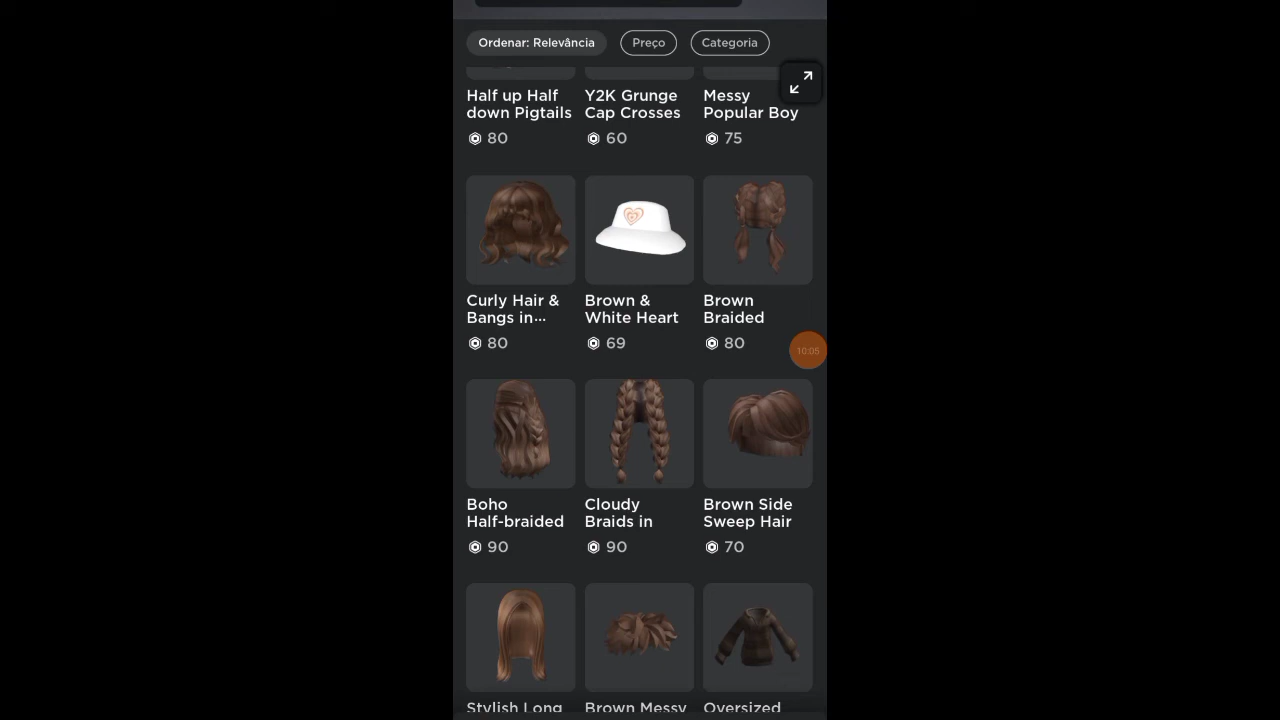 Ordenar: Relevância
Preço
Categoria
Half up Half
down Pigtails
80
Y2K Grunge
Cap Crosses
60
Messy
Popular Boy
75
Curly Hair &
Bangs in...
80
Brown &
White Heart
69
Brown
Braided
80
10:05
Boho
Half-braided
90
Cloudy
Braids in
90
Brown Side
Sweep Hair
70
Stylish Long
Brown Messy
Oversized